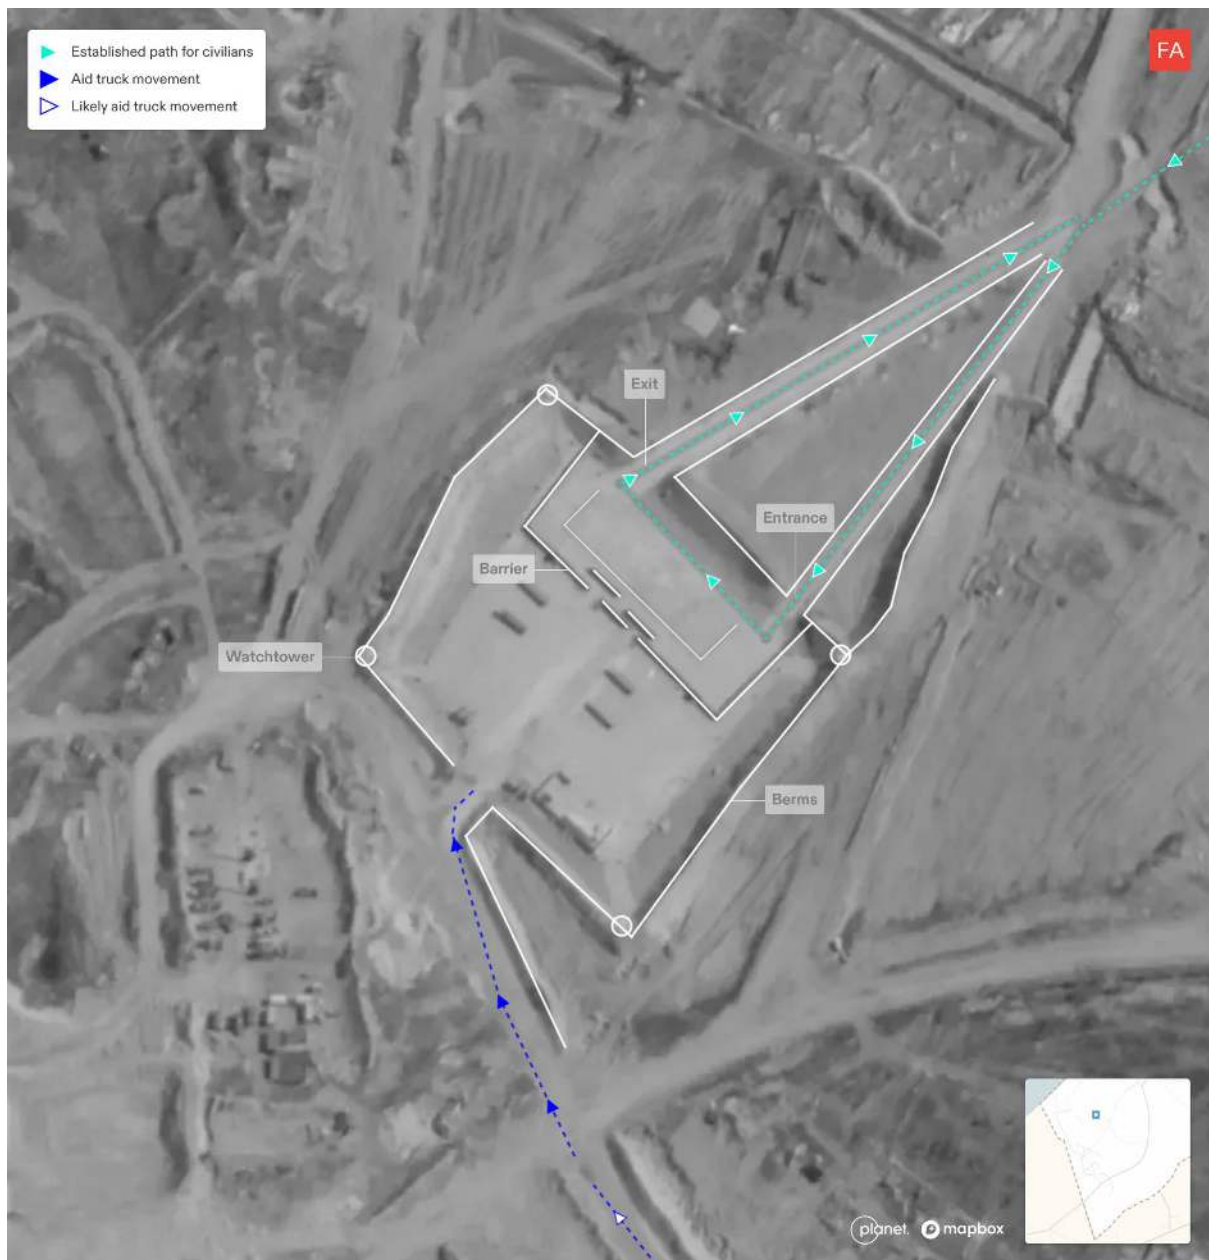 Established path for civilians
Aid truck movement
Likely aid truck movement
FA
Exit
Entrance
Barrier
Watchtower
Berms
planet. mapbox